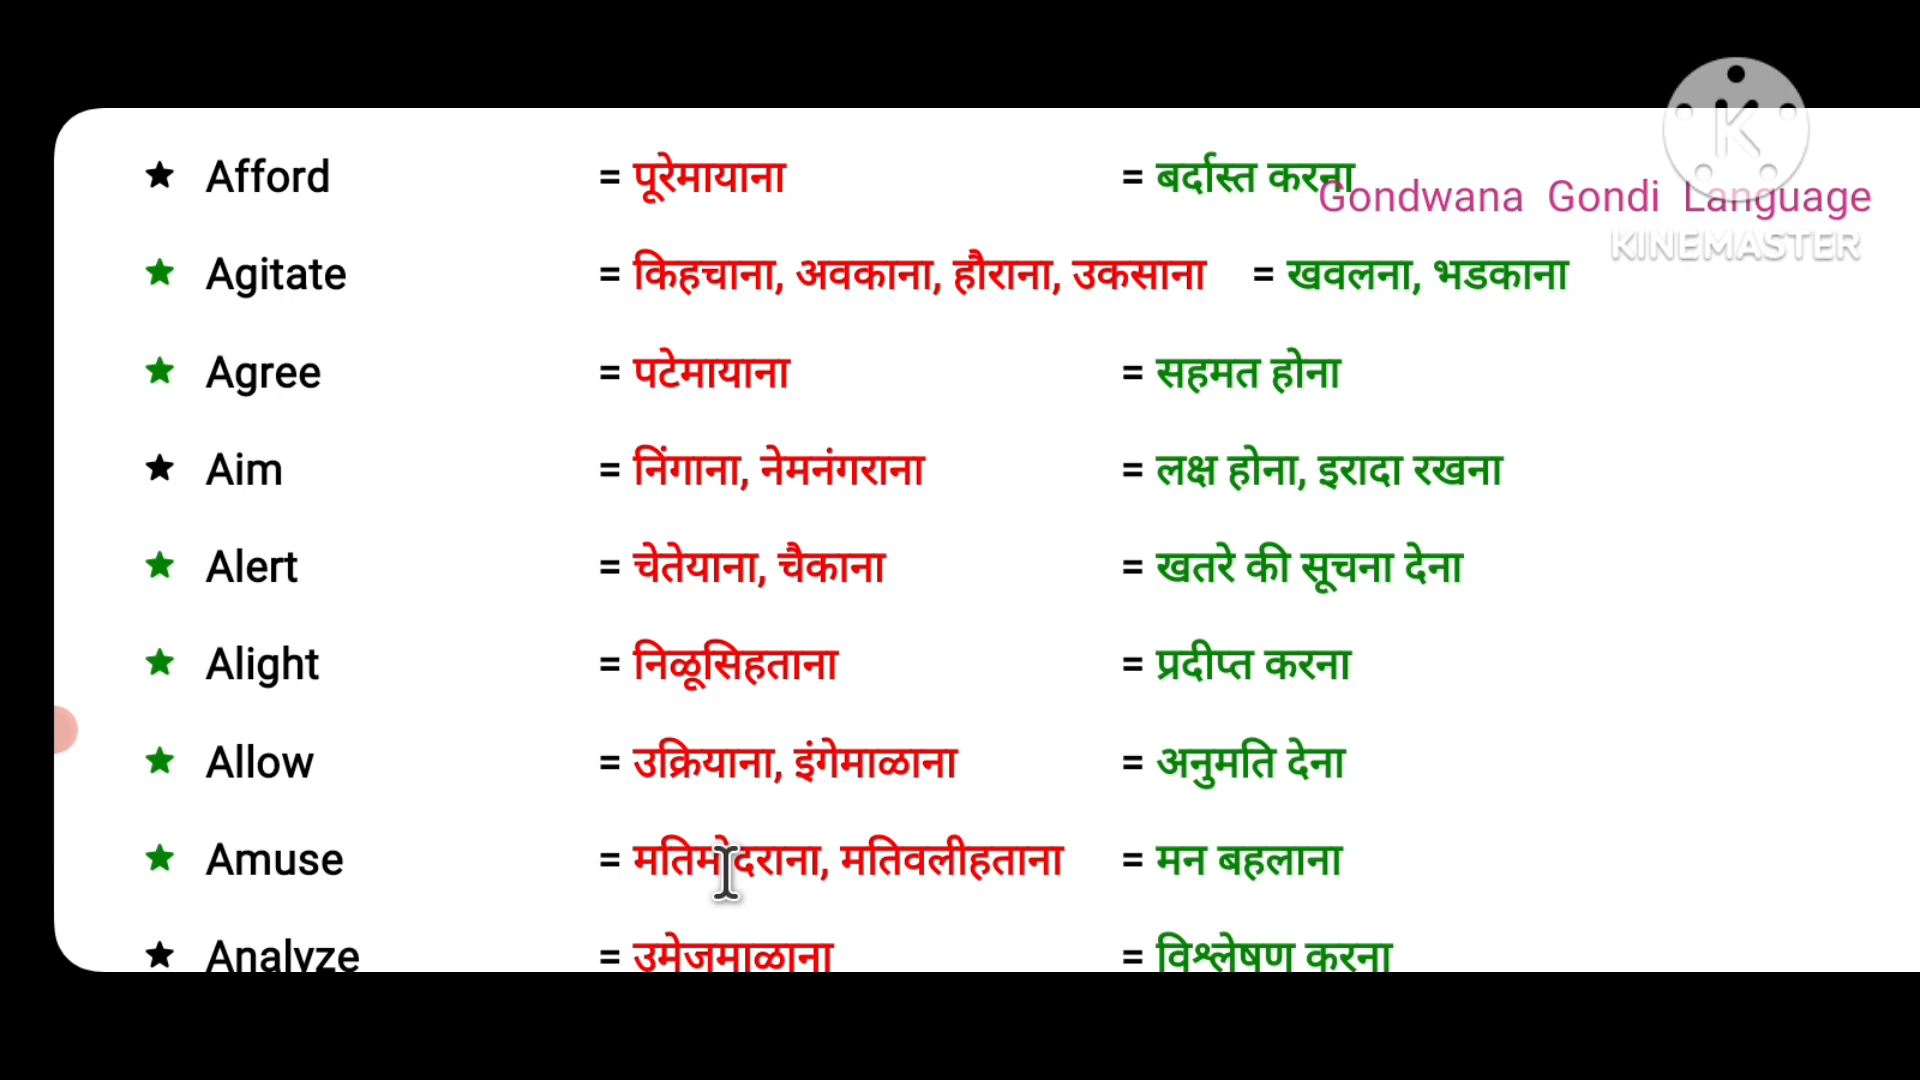 ★ Afford = पूरेमायाना = बर्दास्त करना
Gondwana Gondi Language
KINEMASTER
★ Agitate = किहचाना, अवकाना, हौराना, उकसाना = खवलना, भडकाना
★ Agree = पटेमायाना = सहमत होना
★ Aim = निंगाना, नेमनंगराना = लक्ष होना, इरादा रखना
★ Alert = चेतेयाना, चैकाना = खतरे की सूचना देना
★ Alight = निळूसिहताना = प्रदीप्त करना
★ Allow = उक्रियाना, इंगेमाळाना = अनुमति देना
★ Amuse = मतिमोदराना, मतिवलीहताना = मन बहलाना
★ Analyze = उमेजमाळाना = विश्लेषण करना